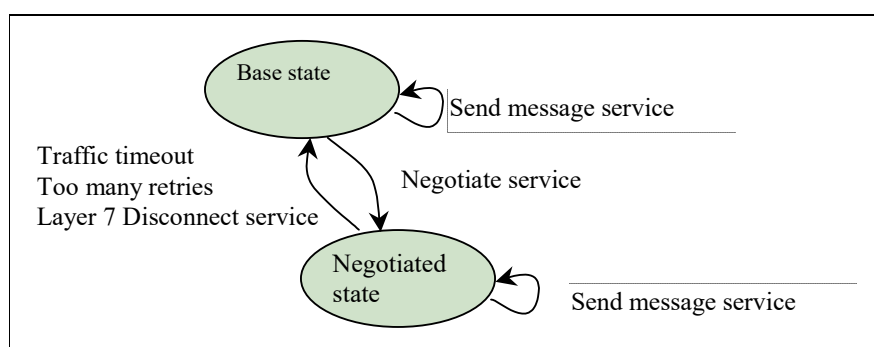 Base state
Send message service
Traffic timeout
Too many retries
Layer 7 Disconnect service
Negotiate service
Negotiated
state
Send message service